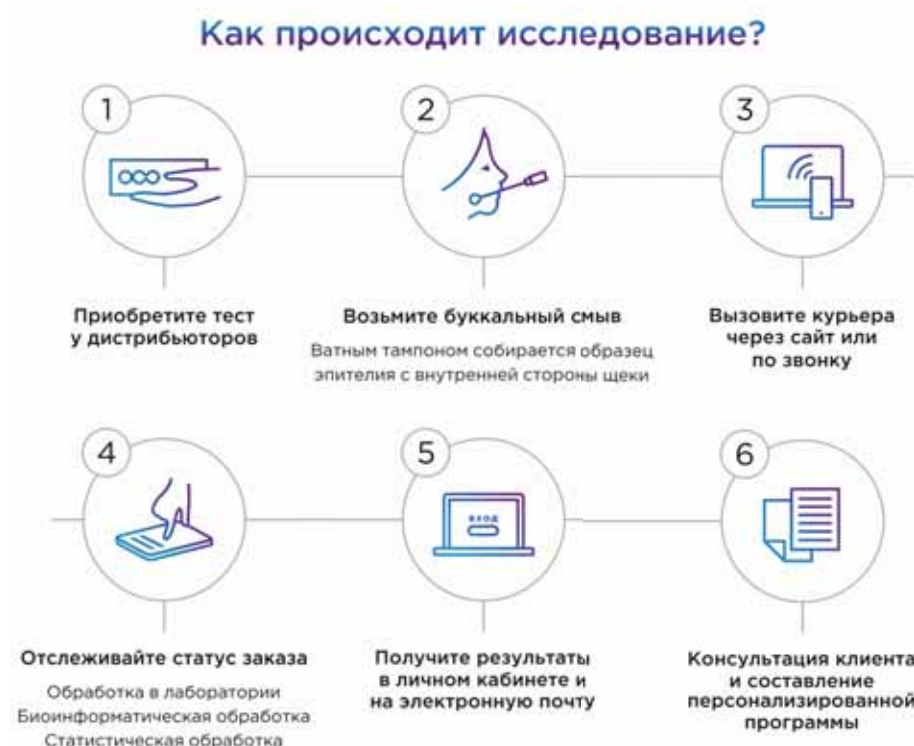 Как происходит исследование?
1
2
3
Приобретите тест
у дистрибьюторов
Возьмите буккальный смыв
Ватным тампоном собирается образец
эпителия с внутренней стороны щеки
Вызовите курьера
через сайт или
по звонку
4
5
6
ВХОД
Отслеживайте статус заказа
Обработка в лаборатории
Биоинформатическая обработка
Статистическая обработка
Получите результаты
в личном кабинете и
на электронную почту
Консультация клиента
и составление
персонализированной
программы